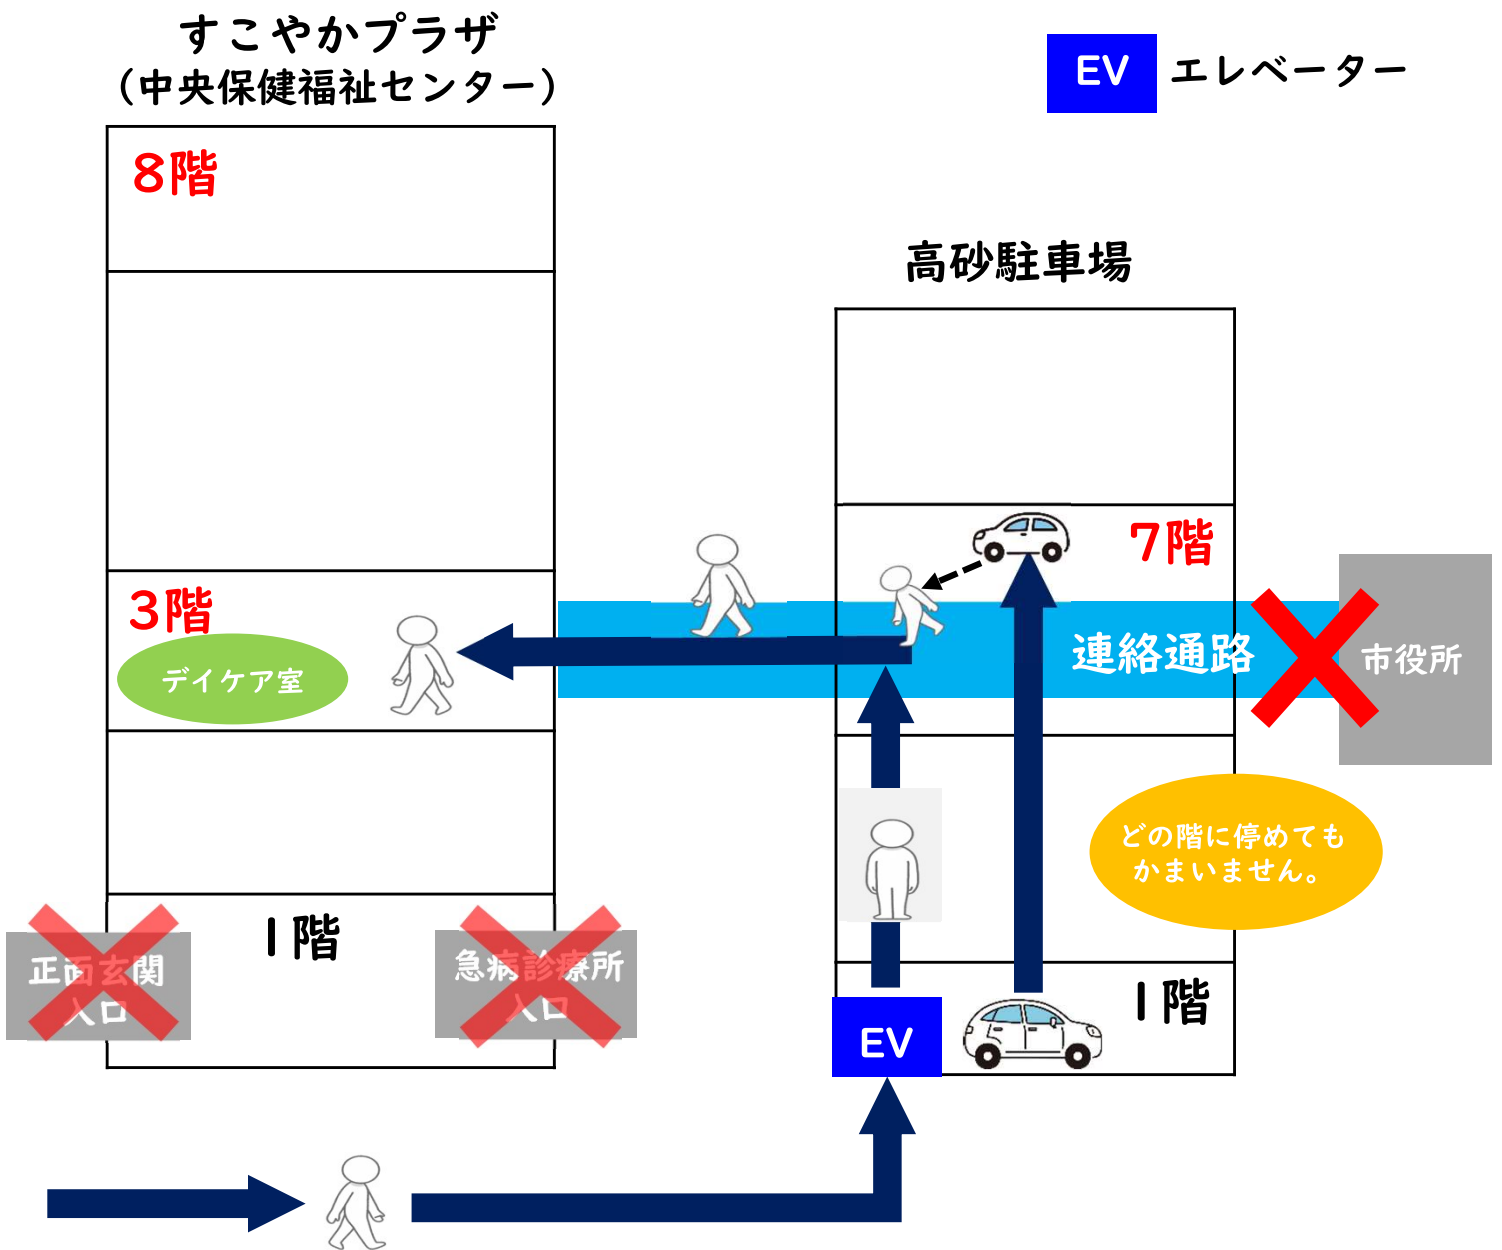 すこやかプラザ
（中央保健福祉センター）
EV エレベーター
8階
高砂駐車場
7階
3階
デイケア室
連絡通路
市役所
どの階に停めても
かまいません。
1階
正面玄関
入口
急病診療所
入口
1階
EV